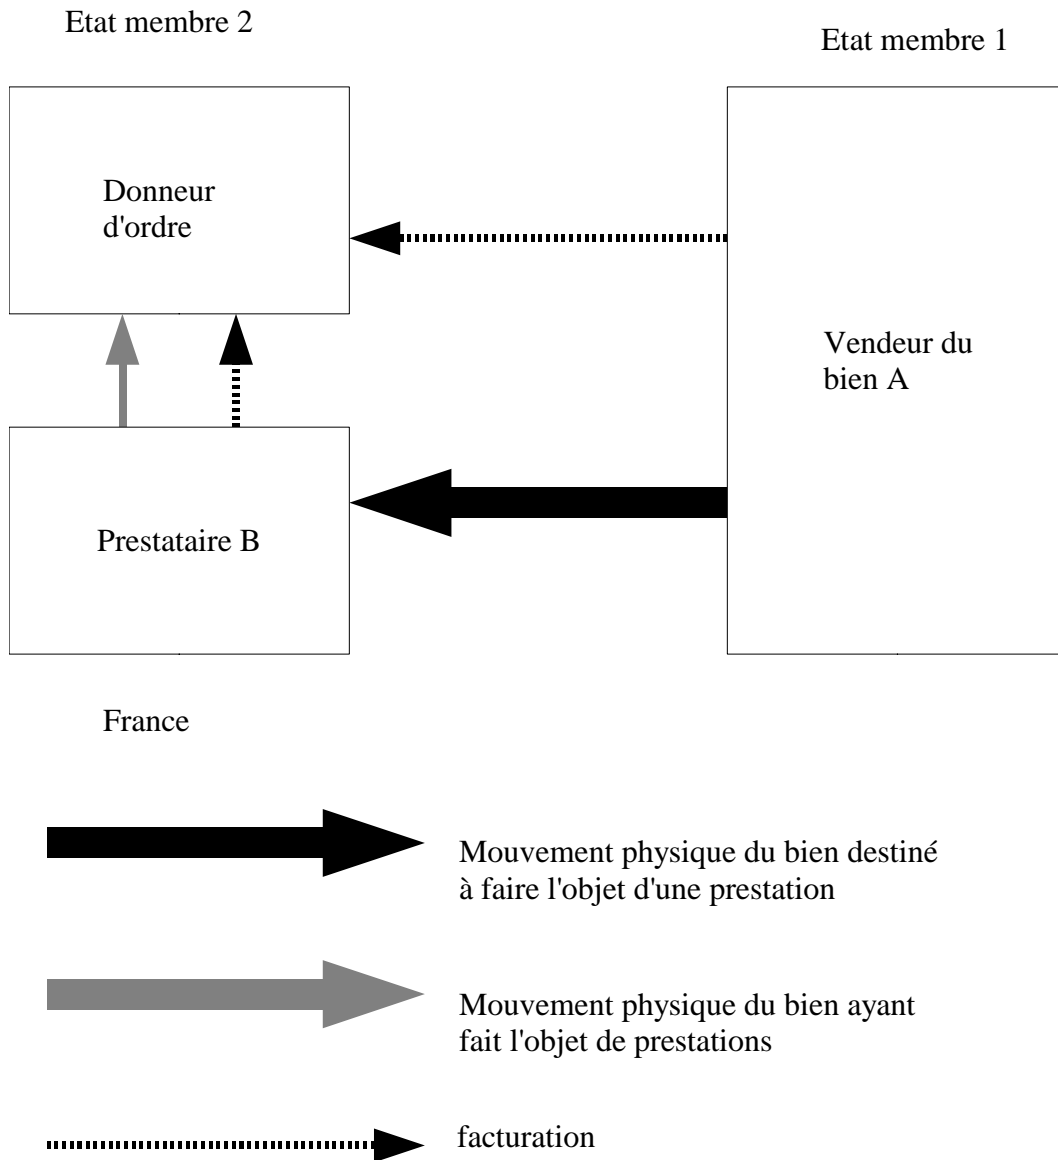 Etat membre 2
Etat membre 1
Donneur
d'ordre
Vendeur du
bien A
Prestataire B
France
Mouvement physique du bien destiné
à faire l'objet d'une prestation
Mouvement physique du bien ayant
fait l'objet de prestations
facturation